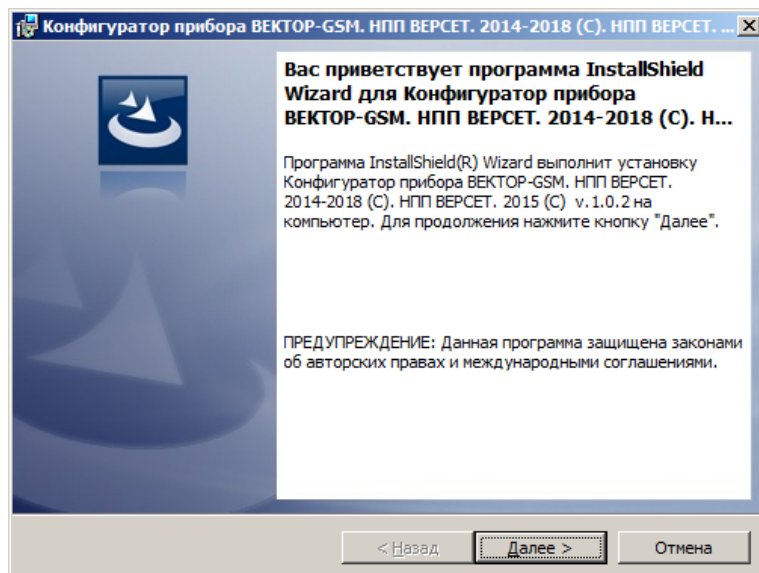 Конфигуратор прибора ВЕКТОР-GSM. НПП ВЕРСЕТ. 2014-2018 (C). НПП ВЕРСЕТ. ...
Вас приветствует программа InstallShield
Wizard для Конфигуратор прибора
ВЕКТОР-GSM. НПП ВЕРСЕТ. 2014-2018 (C). Н...
Программа InstallShield(R) Wizard выполнит установку
Конфигуратор прибора ВЕКТОР-GSM. НПП ВЕРСЕТ.
2014-2018 (C). НПП ВЕРСЕТ. 2015 (C) v.1.0.2 на
компьютер. Для продолжения нажмите кнопку "Далее".
ПРЕДУПРЕЖДЕНИЕ: Данная программа защищена законами
об авторских правах и международными соглашениями.
< Назад Далее > Отмена